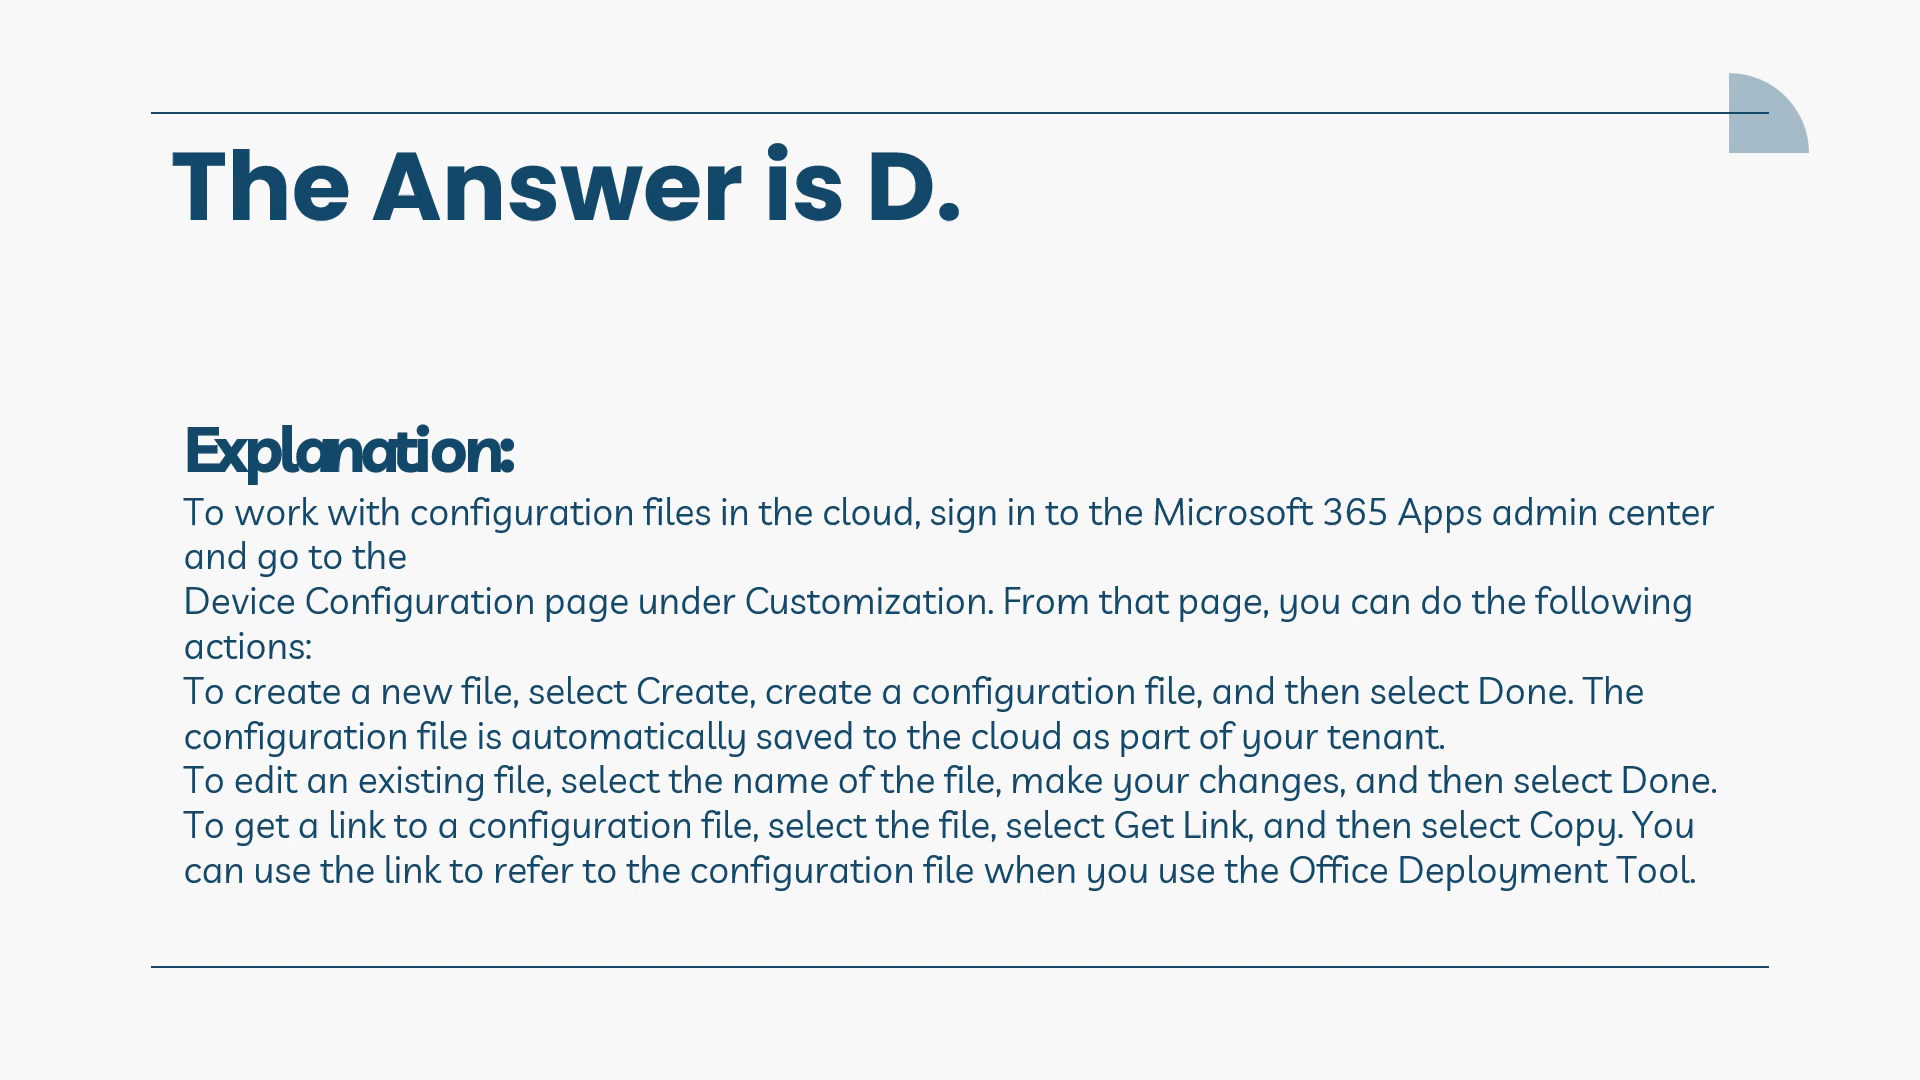 The Answer is D.
Explanation:
To work with configuration files in the cloud, sign in to the Microsoft 365 Apps admin center
and go to the
Device Configuration page under Customization. From that page, you can do the following
actions:
To create a new file, select Create, create a configuration file, and then select Done. The
configuration file is automatically saved to the cloud as part of your tenant.
To edit an existing file, select the name of the file, make your changes, and then select Done.
To get a link to a configuration file, select the file, select Get Link, and then select Copy. You
can use the link to refer to the configuration file when you use the Office Deployment Tool.